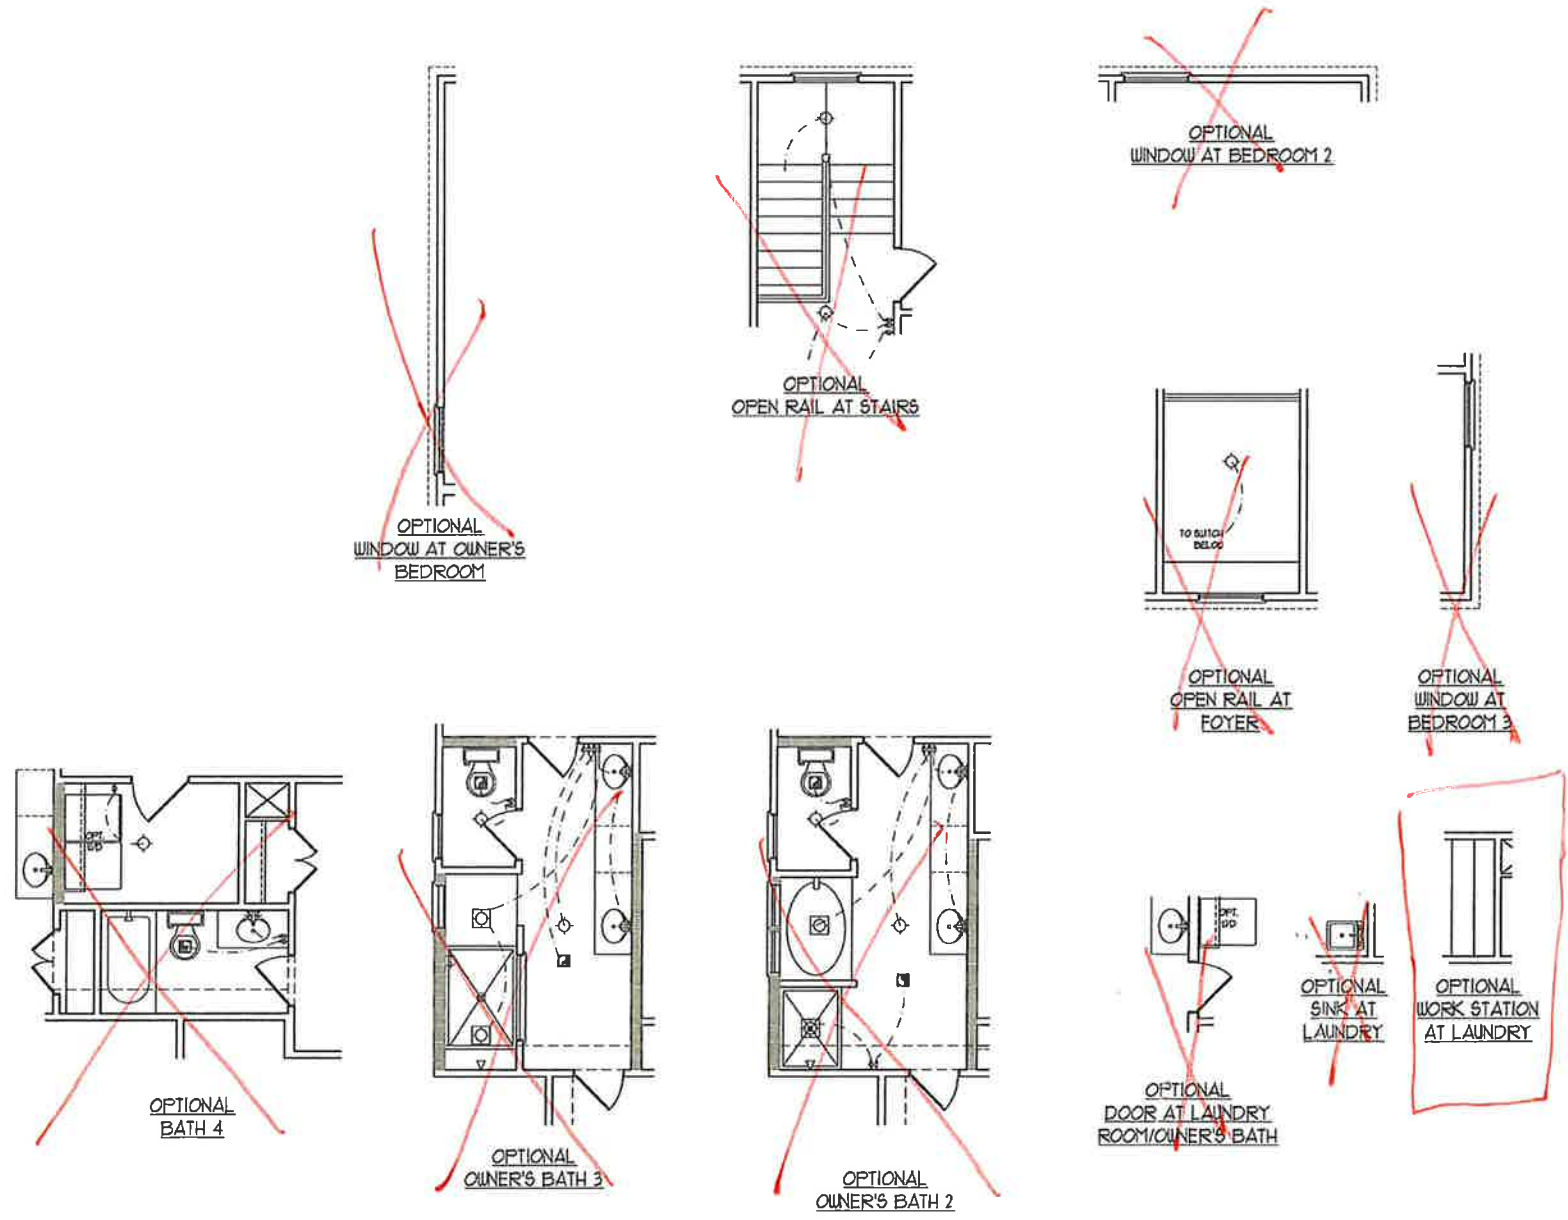 OPTIONAL
WINDOW AT BEDROOM 2
OPTIONAL
OPEN RAIL AT STAIRS
OPTIONAL
WINDOW AT OWNER'S
BEDROOM
TO SWITCH
BELOW
OPTIONAL
OPEN RAIL AT
FOYER
OPTIONAL
WINDOW AT
BEDROOM 3
OPT.
OPTIONAL
BATH 4
OPTIONAL
OWNER'S BATH 3
OPTIONAL
OWNER'S BATH 2
OPT.
OPTIONAL
DOOR AT LAUNDRY
ROOM/OWNER'S BATH
OPTIONAL
SINK AT
LAUNDRY
OPTIONAL
WORK STATION
AT LAUNDRY